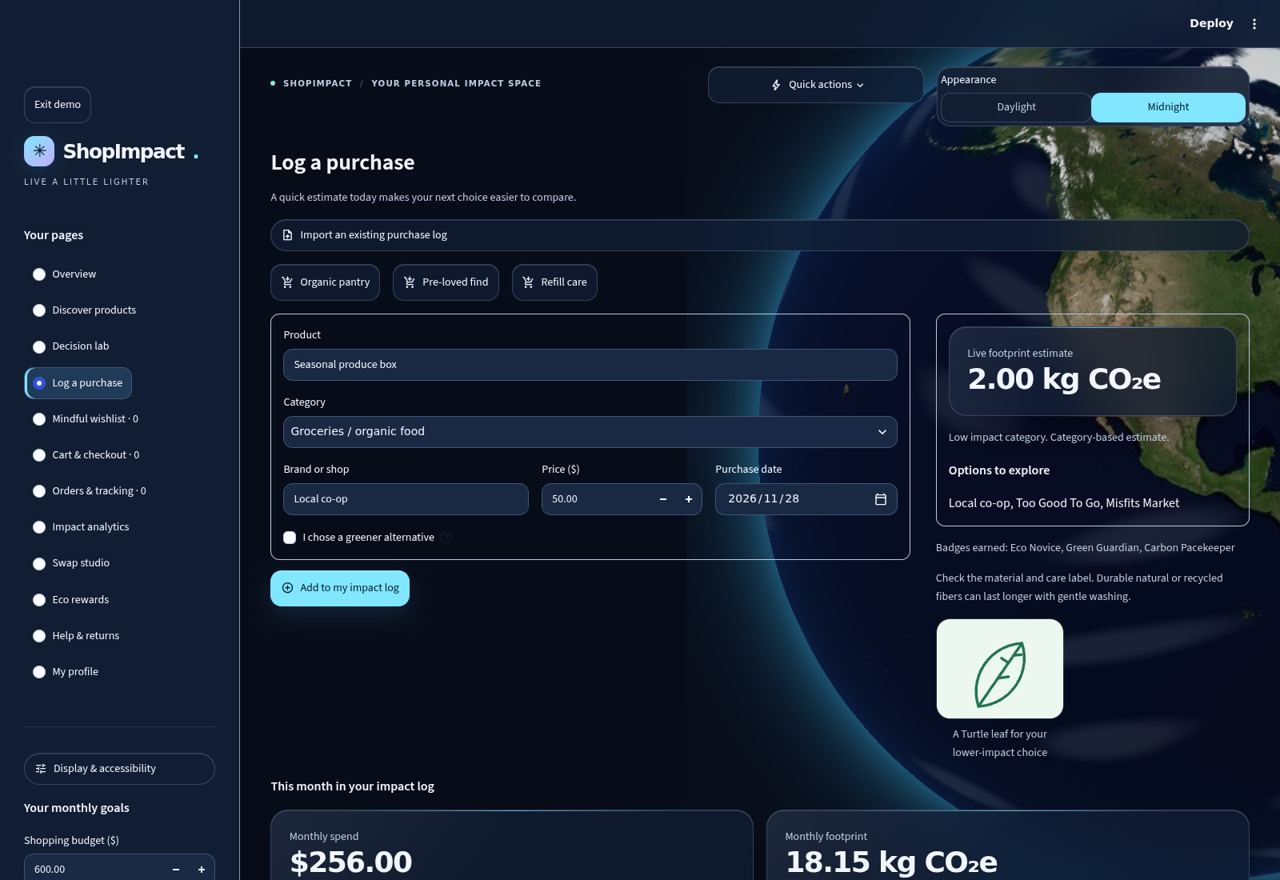 Deploy
Exit demo
ShopImpact .
LIVE A LITTLE LIGHTER
Your pages
Overview
Discover products
Decision lab
Log a purchase
Mindful wishlist · 0
Cart & checkout · 0
Orders & tracking · 0
Impact analytics
Swap studio
Eco rewards
Help & returns
My profile
Display & accessibility
Your monthly goals
Shopping budget ($)
600.00
SHOPIMPACT / YOUR PERSONAL IMPACT SPACE
Quick actions
Appearance
Daylight
Midnight
Log a purchase
A quick estimate today makes your next choice easier to compare.
Import an existing purchase log
Organic pantry
Pre-loved find
Refill care
Product
Seasonal produce box
Category
Groceries / organic food
Brand or shop
Price ($)
Purchase date
Local co-op
50.00
2026/11/28
I chose a greener alternative
Add to my impact log
Live footprint estimate
2.00 kg CO₂e
Low impact category. Category-based estimate.
Options to explore
Local co-op, Too Good To Go, Misfits Market
Badges earned: Eco Novice, Green Guardian, Carbon Pacekeeper
Check the material and care label. Durable natural or recycled
fibers can last longer with gentle washing.
A Turtle leaf for your
lower-impact choice
This month in your impact log
Monthly spend
$256.00
Monthly footprint
18.15 kg CO₂e